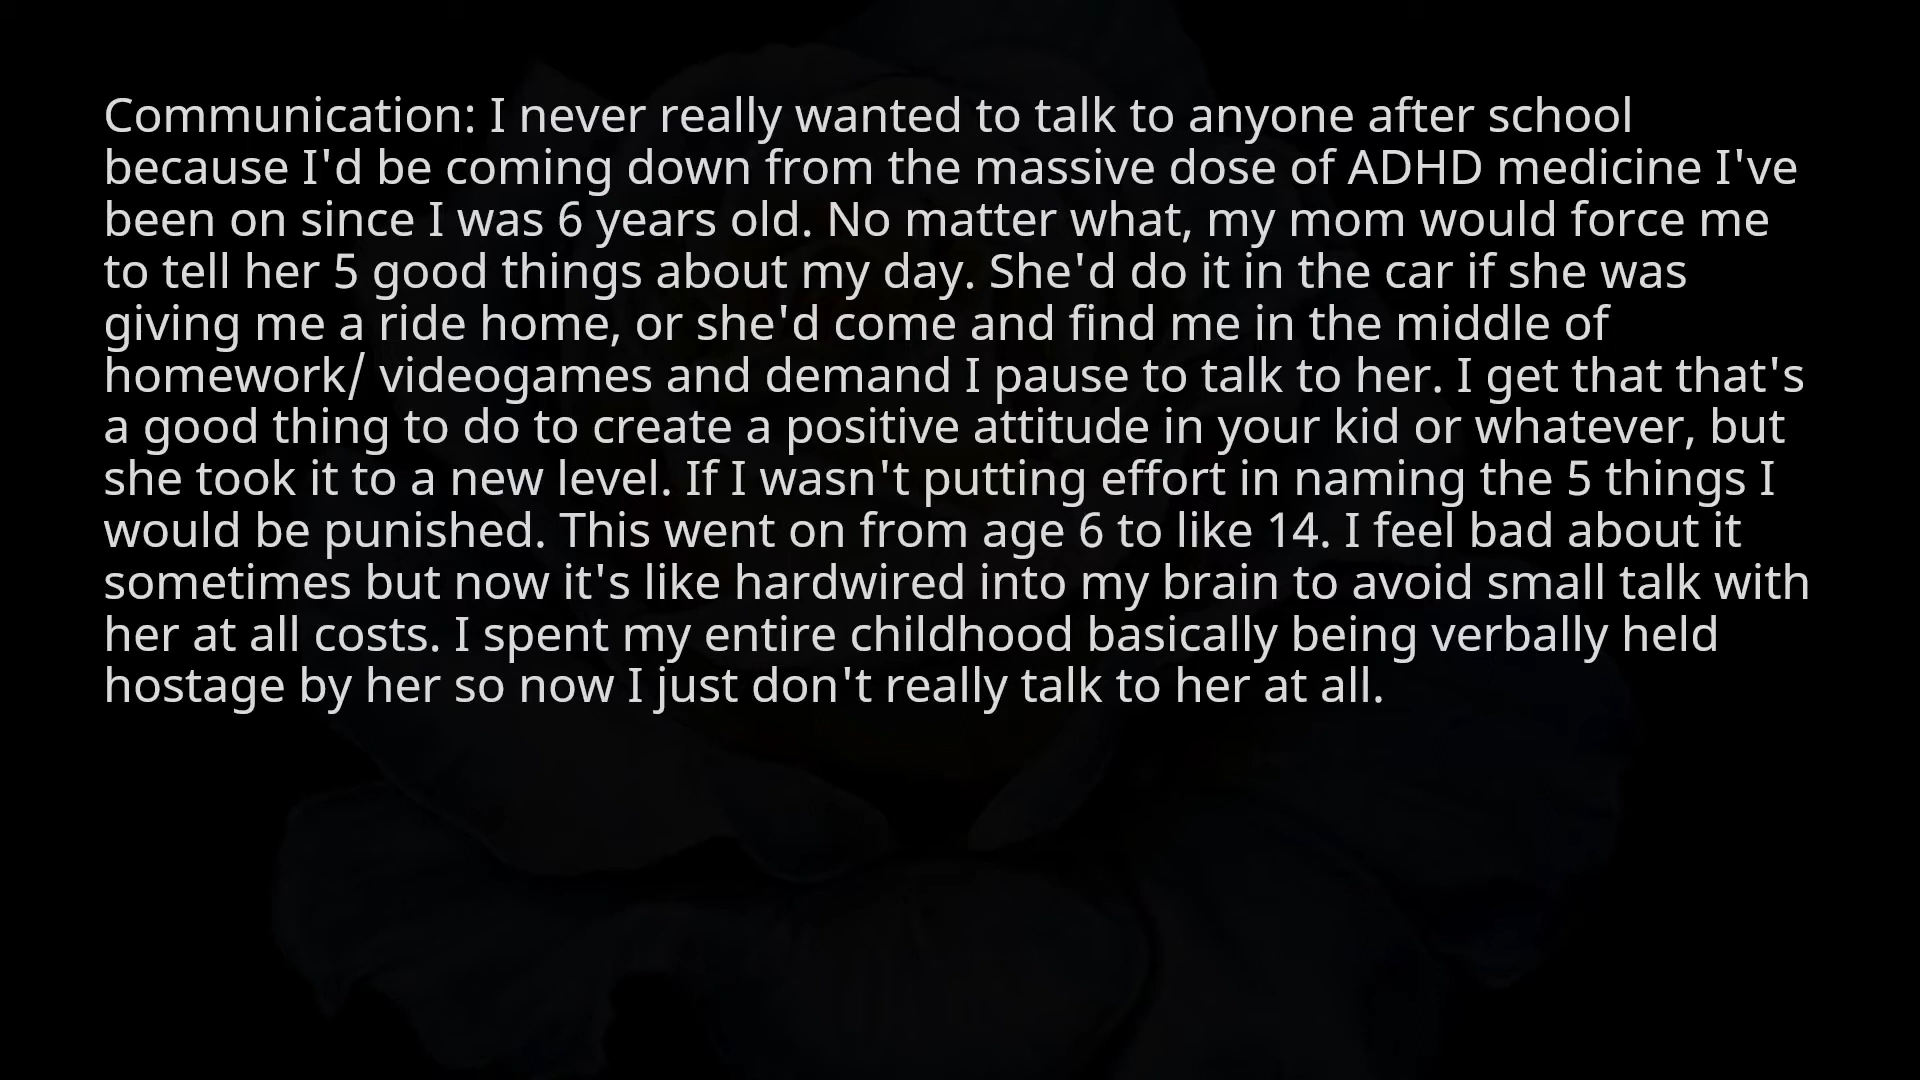 Communication: I never really wanted to talk to anyone after school
because I'd be coming down from the massive dose of ADHD medicine I've
been on since I was 6 years old. No matter what, my mom would force me
to tell her 5 good things about my day. She'd do it in the car if she was
giving me a ride home, or she'd come and find me in the middle of
homework/ videogames and demand I pause to talk to her. I get that that's
a good thing to do to create a positive attitude in your kid or whatever, but
she took it to a new level. If I wasn't putting effort in naming the 5 things I
would be punished. This went on from age 6 to like 14. I feel bad about it
sometimes but now it's like hardwired into my brain to avoid small talk with
her at all costs. I spent my entire childhood basically being verbally held
hostage by her so now I just don't really talk to her at all.